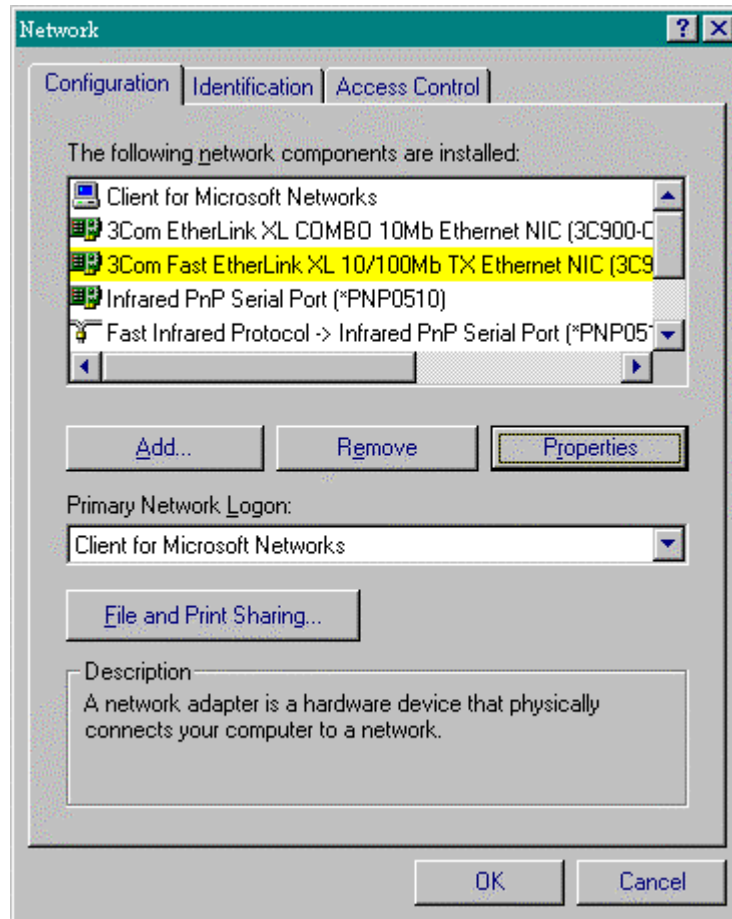 Network
Configuration Identification Access Control
The following network components are installed:
Client for Microsoft Networks
3Com EtherLink XL COMBO 10Mb Ethernet NIC (3C900-C
3Com Fast EtherLink XL 10/100Mb TX Ethernet NIC (3C9
Infrared PnP Serial Port (*PNP0510)
Fast Infrared Protocol -> Infrared PnP Serial Port (*PNP05
Add... Remove Properties
Primary Network Logon:
Client for Microsoft Networks
File and Print Sharing...
Description
A network adapter is a hardware device that physically
connects your computer to a network.
OK Cancel